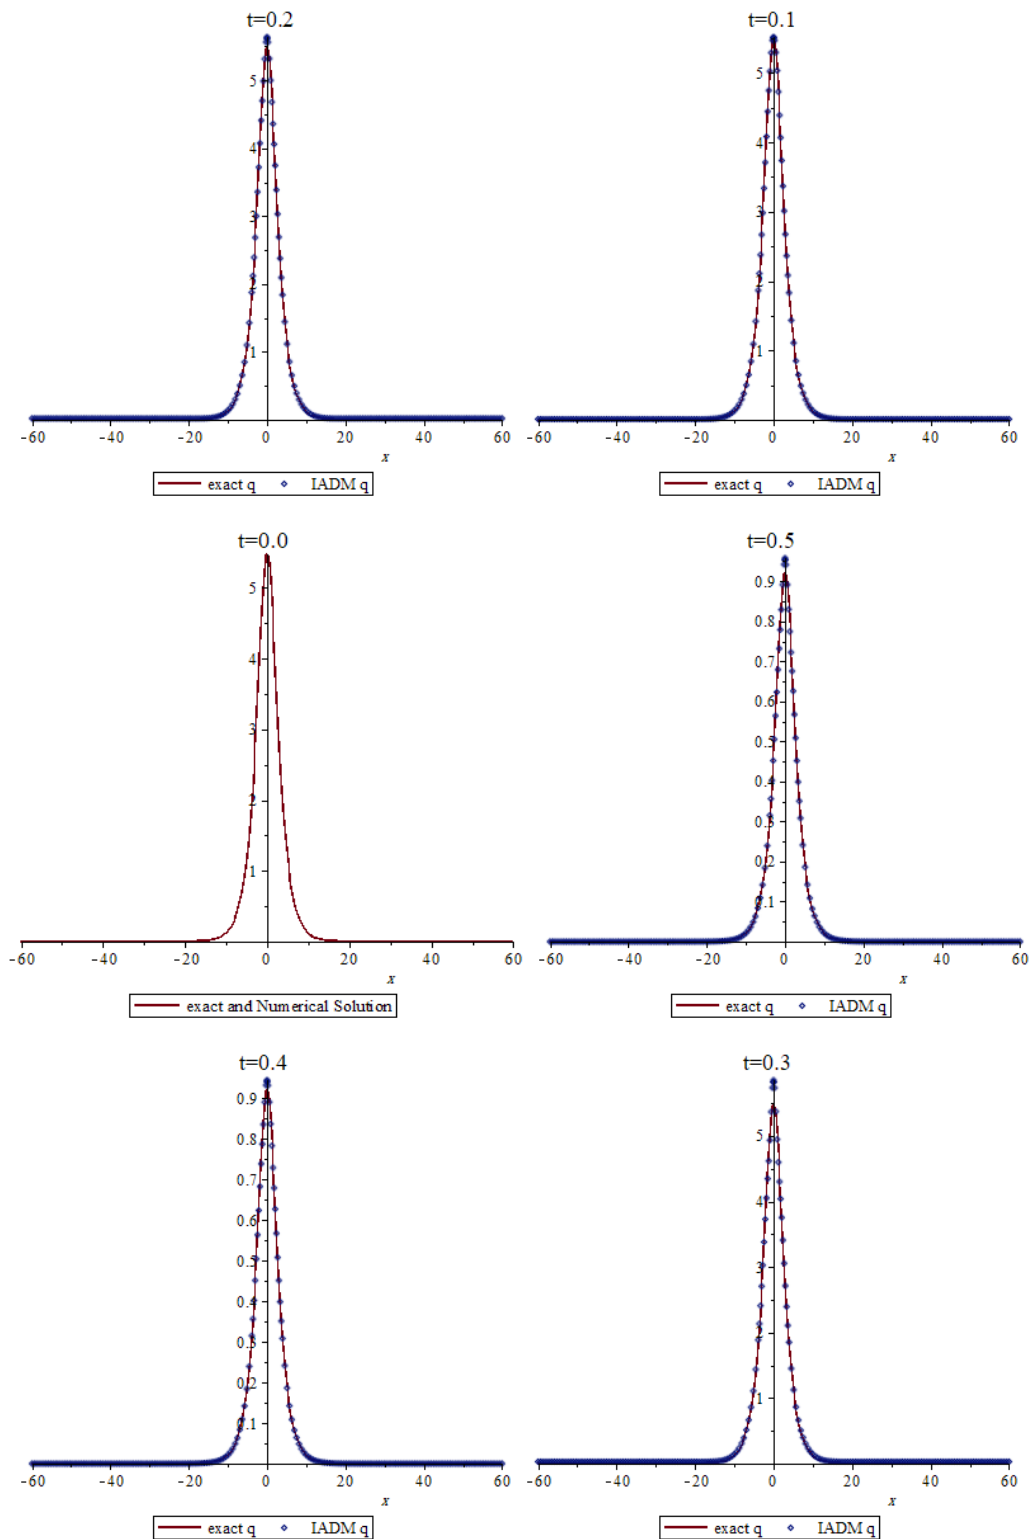 t=0.2
5
4
3
2
1
-60 -40 -20 0 20 40 60
x
exact q IADM q
t=0.1
5
4
3
2
1
-60 -40 -20 0 20 40 60
x
exact q IADM q
t=0.0
5
4
3
2
1
-60 -40 -20 0 20 40 60
x
exact and Numerical Solution
t=0.5
0.9
0.8
0.7
0.6
0.5
0.4
0.3
0.2
0.1
-60 -40 -20 0 20 40 60
x
exact q IADM q
t=0.4
0.9
0.8
0.7
0.6
0.5
0.4
0.3
0.2
0.1
-60 -40 -20 0 20 40 60
x
exact q IADM q
t=0.3
5
4
3
2
1
-60 -40 -20 0 20 40 60
x
exact q IADM q